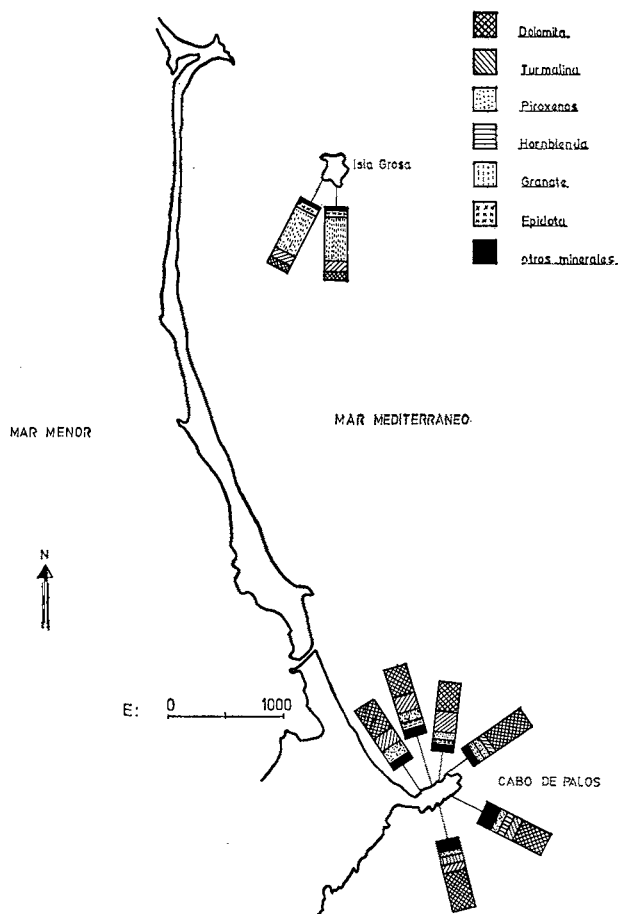 Dolomita
Turmalina
Piroxenos
Hornblenda
Granate
Epidota
otros minerales
Isla Grosa
MAR MENOR
MAR MEDITERRANEO
N
E: 0 1000
CABO DE PALOS